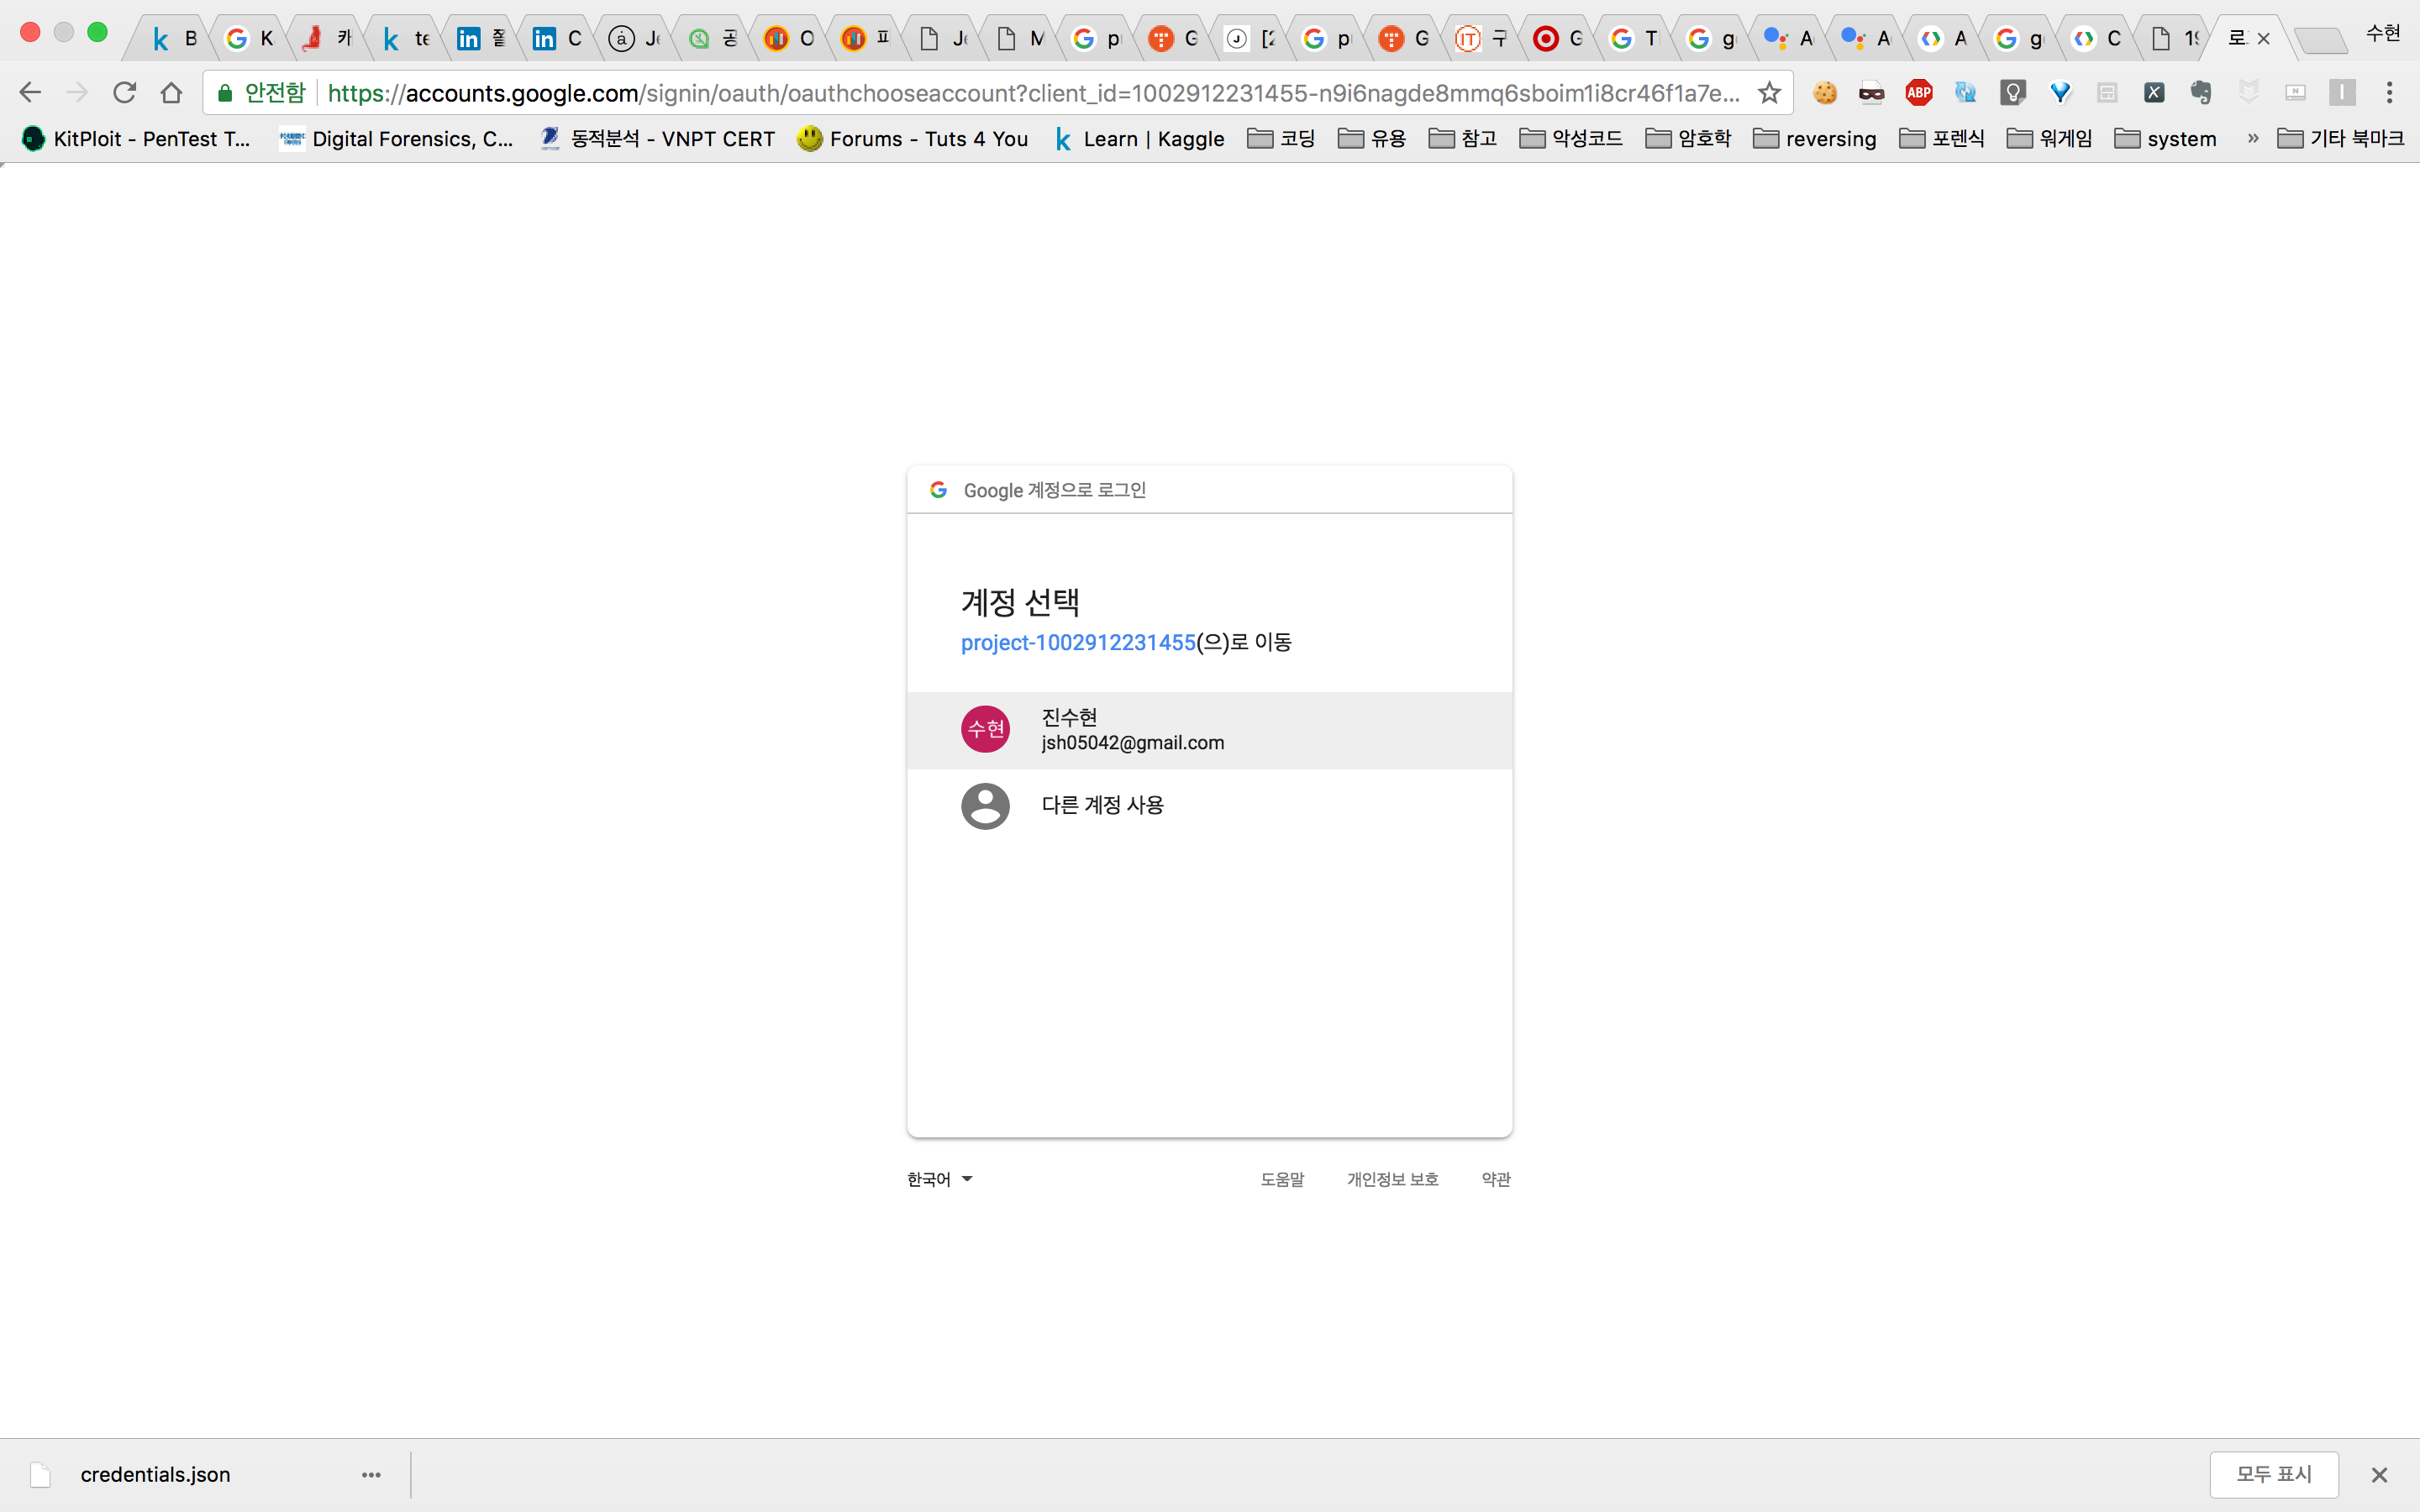 B K 카 te 쫄 C Je 공 O 파 Je M p G [2 p G 구 G T g A A A g C 19 로 수현
안전함 https://accounts.google.com/signin/oauth/oauthchooseaccount?client_id=1002912231455-n9i6nagde8mmq6sboim1i8cr46f1a7e...
KitPloit - PenTest T... Digital Forensics, C... 동적분석 - VNPT CERT Forums - Tuts 4 You Learn | Kaggle 코딩 유용 참고 악성코드 암호학 reversing 포렌식 워게임 system » 기타 북마크
Google 계정으로 로그인
계정 선택
project-1002912231455(으)로 이동
수현
진수현
jsh05042@gmail.com
다른 계정 사용
한국어 도움말 개인정보 보호 약관
credentials.json 모두 표시